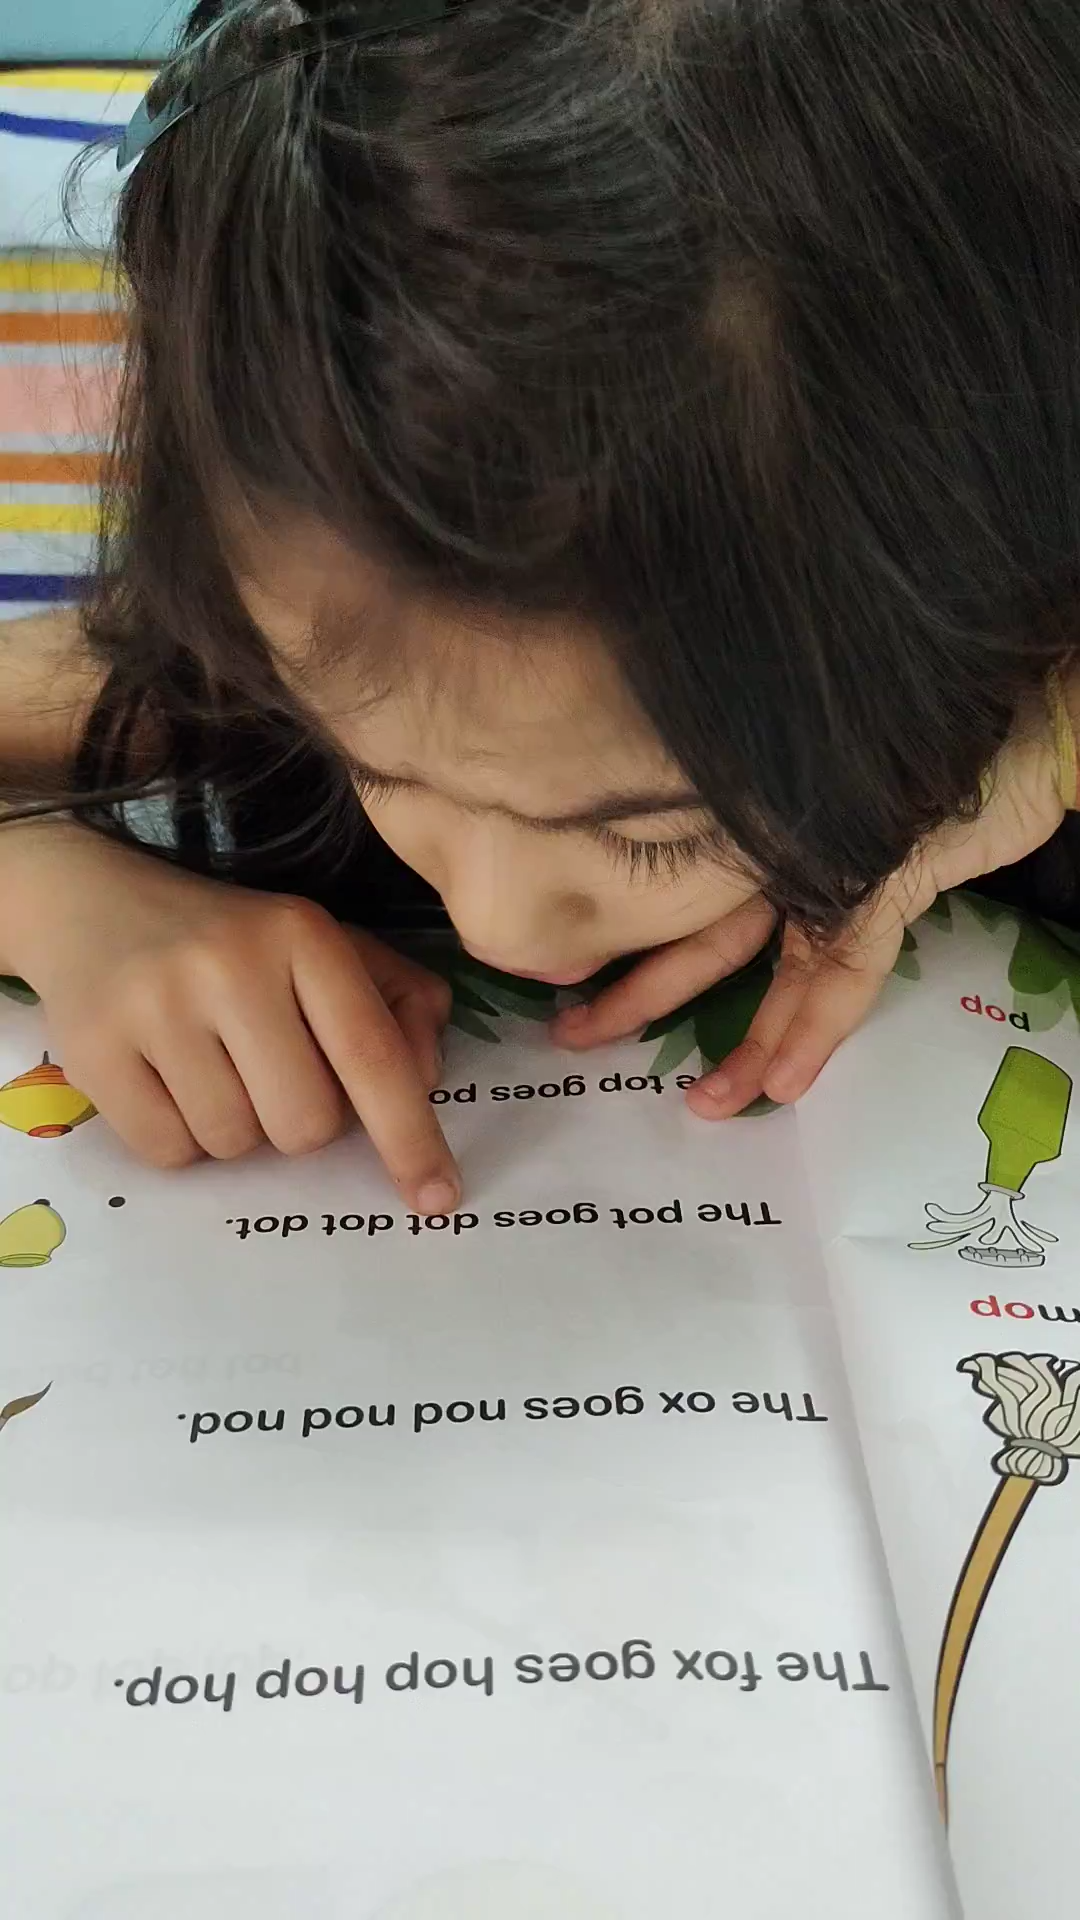 mop
pop
The fox goes hop hop hop.
The ox goes nod nod nod.
The pot goes dot dot dot.
top goes